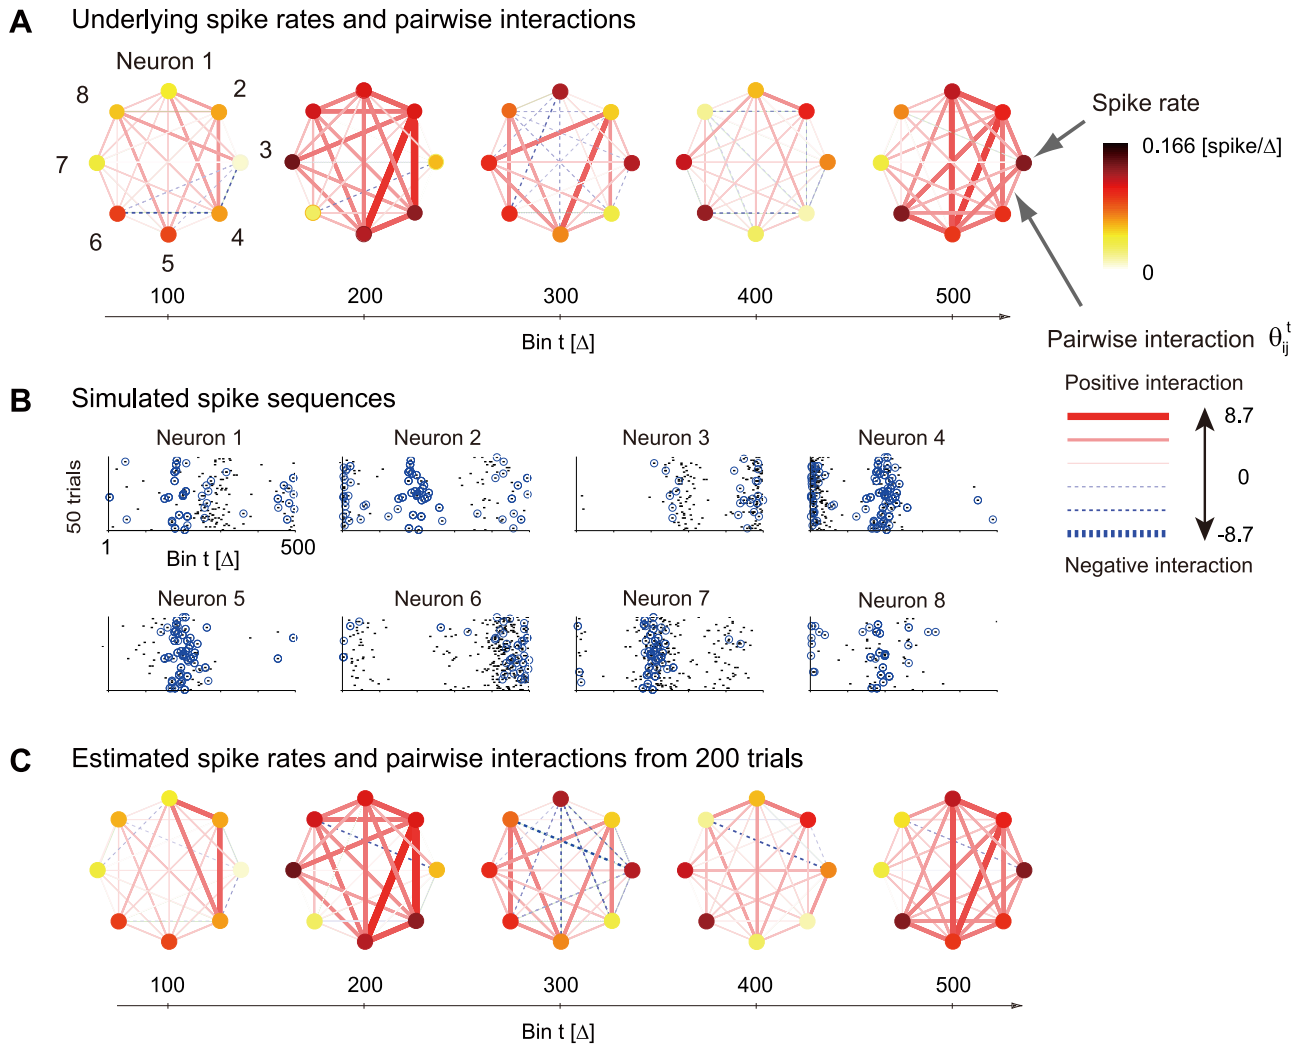 A Underlying spike rates and pairwise interactions
Neuron 1
8
2
7
3
6
4
5
Spike rate
0.166 [spike/Δ]
0
100 200 300 400 500
Bin t [Δ]
Pairwise interaction θ_ij^t
Positive interaction
8.7
0
-8.7
Negative interaction
B Simulated spike sequences
Neuron 1 Neuron 2 Neuron 3 Neuron 4
50 trials
1 Bin t [Δ] 500
Neuron 5 Neuron 6 Neuron 7 Neuron 8
C Estimated spike rates and pairwise interactions from 200 trials
100 200 300 400 500
Bin t [Δ]